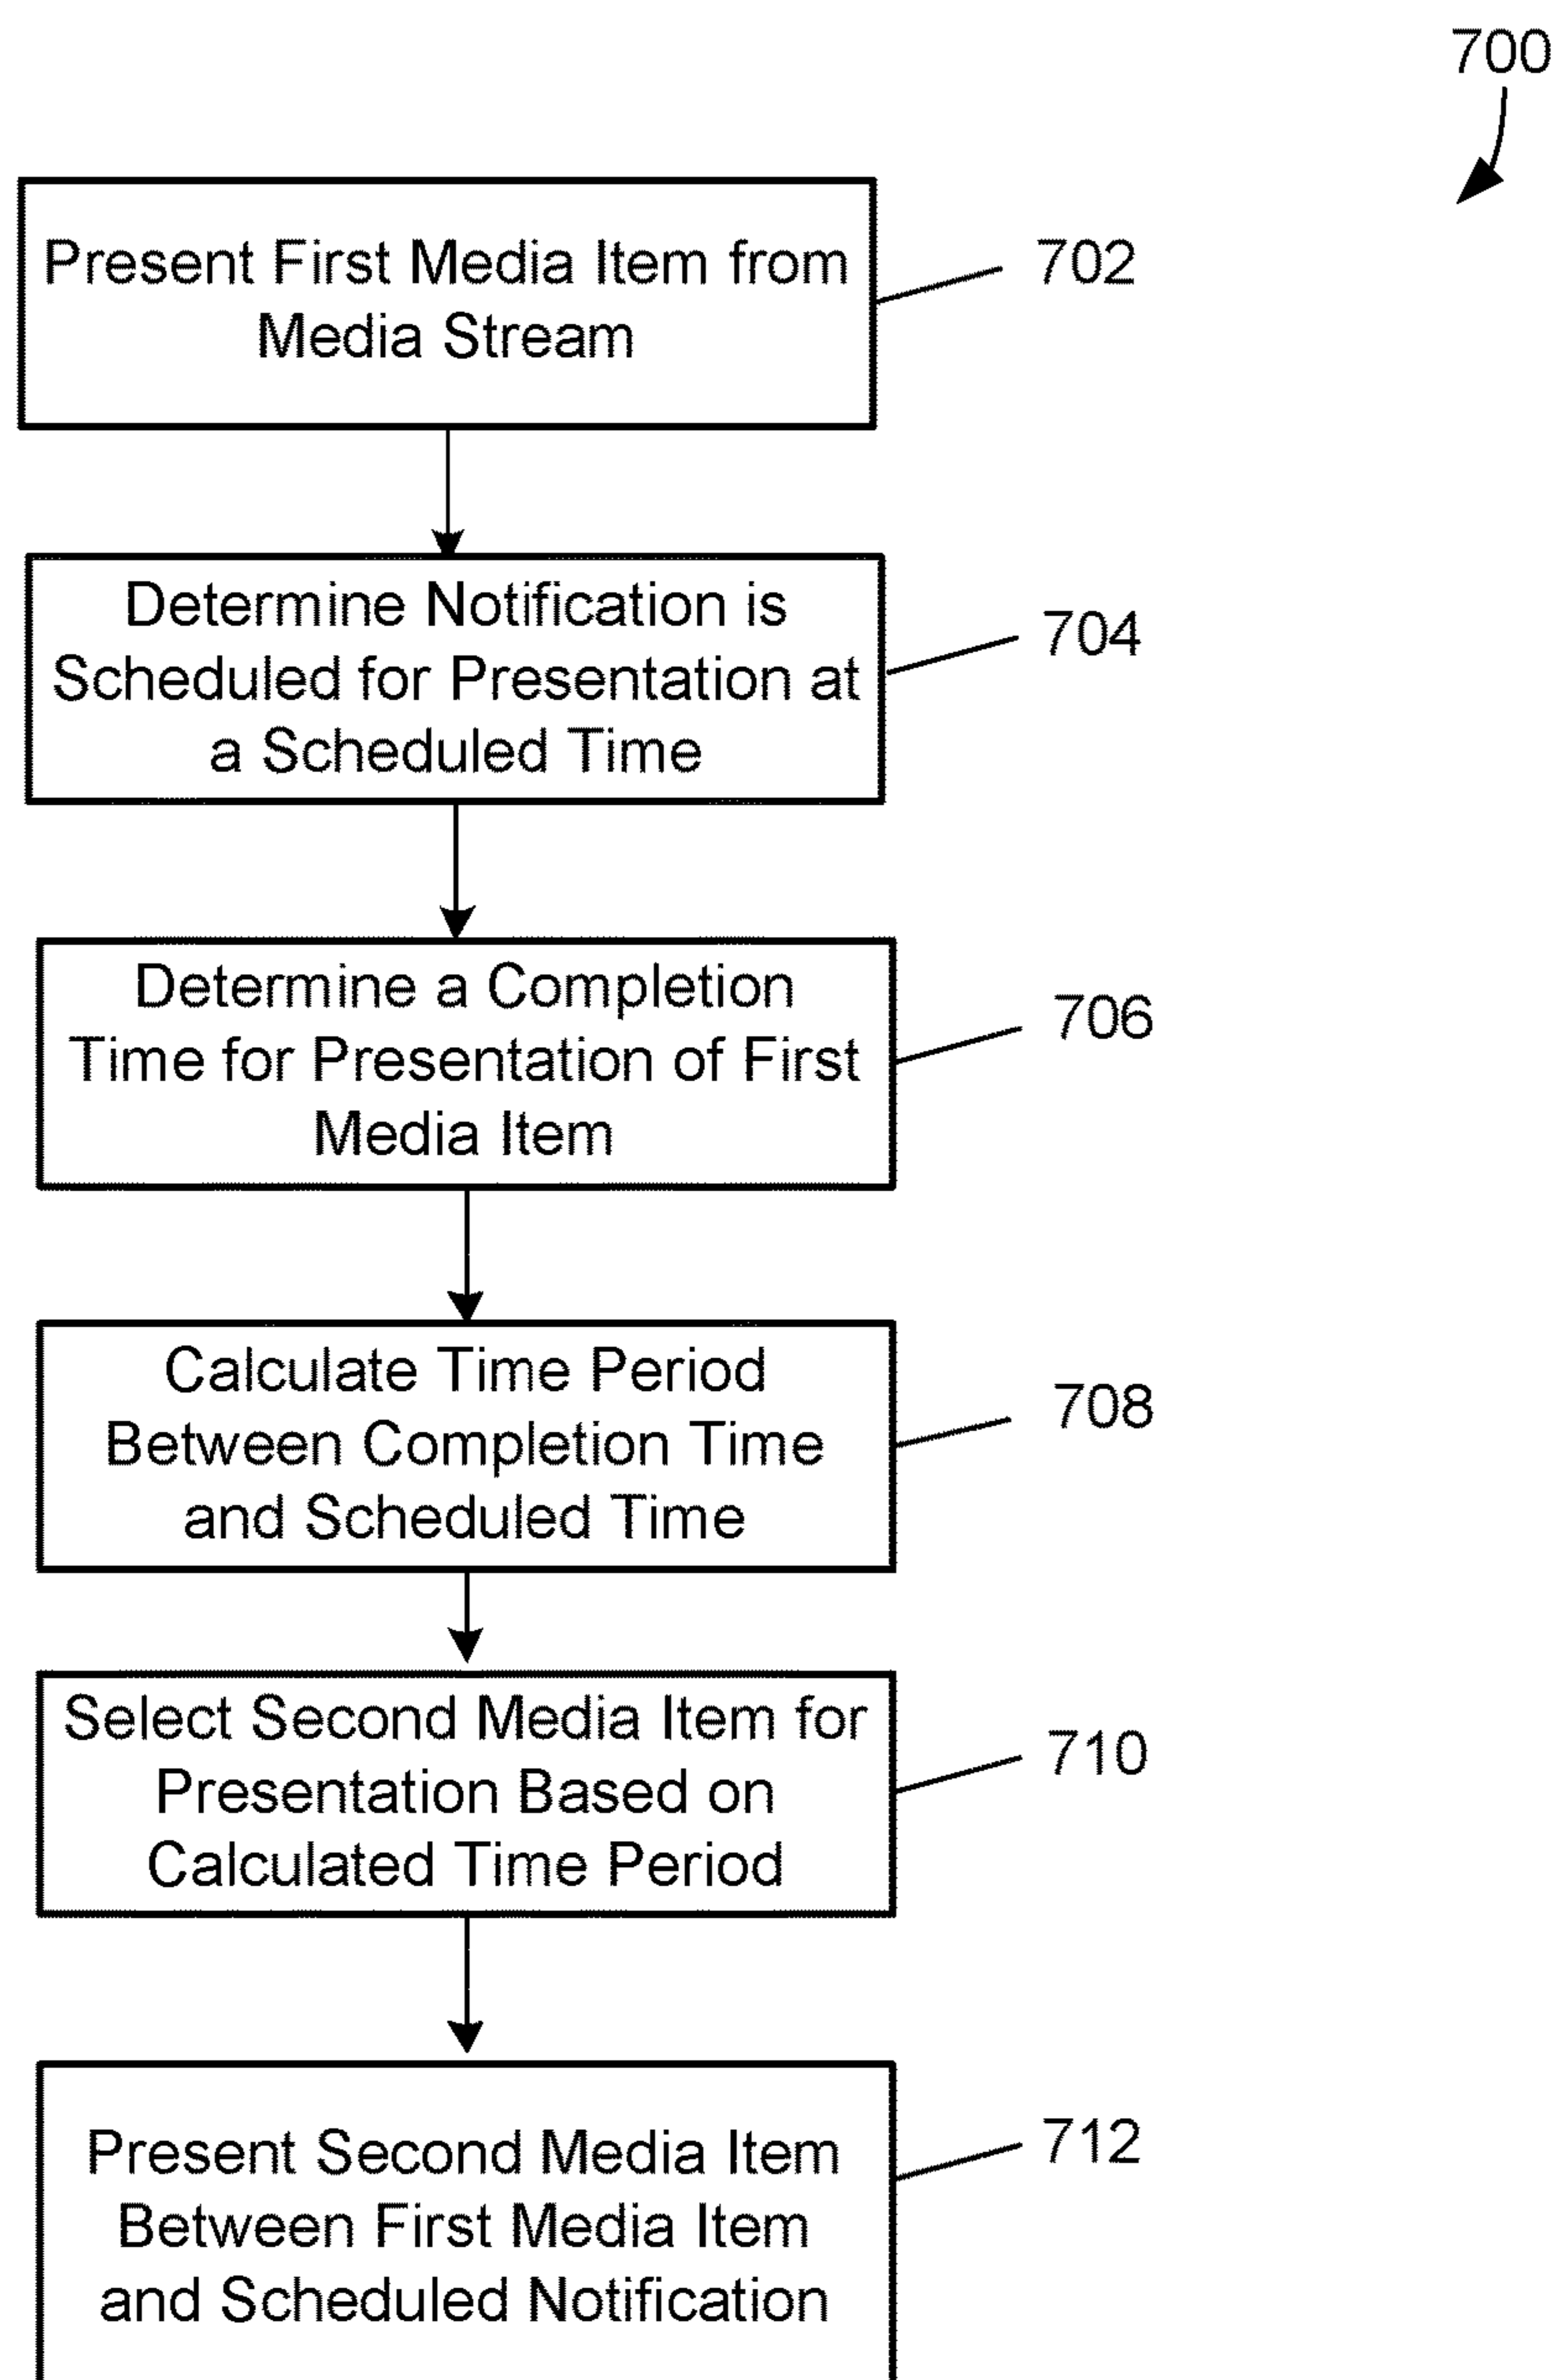 700
Present First Media Item from
Media Stream
702
Determine Notification is
Scheduled for Presentation at
a Scheduled Time
704
Determine a Completion
Time for Presentation of First
Media Item
706
Calculate Time Period
Between Completion Time
and Scheduled Time
708
Select Second Media Item for
Presentation Based on
Calculated Time Period
710
Present Second Media Item
Between First Media Item
and Scheduled Notification
712